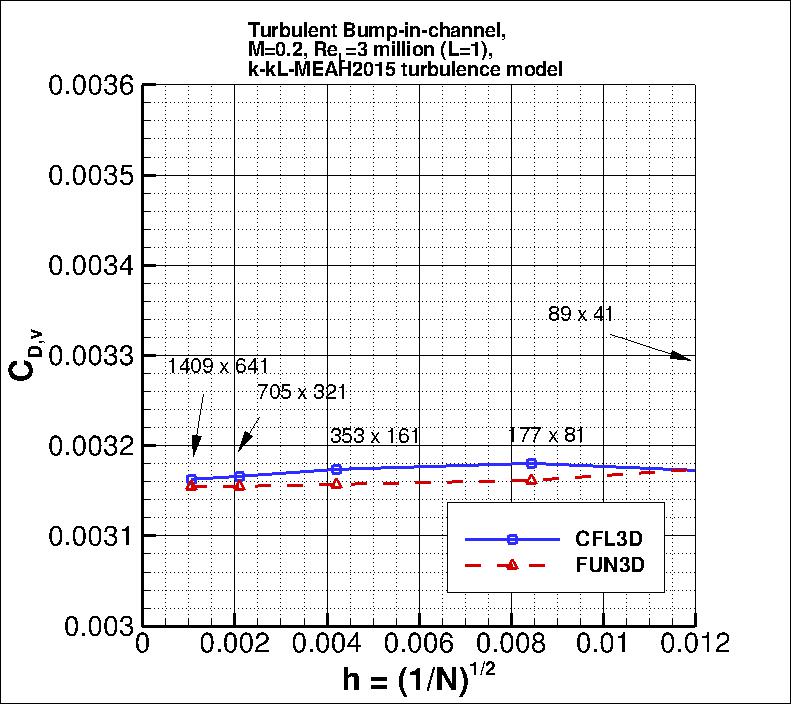 Turbulent Bump-in-channel,
M=0.2, Re_L=3 million (L=1),
k-kL-MEAH2015 turbulence model
0.0036
0.0035
0.0034
89 x 41
0.0033
1409 x 641
705 x 321
C_D,v
0.0032
353 x 161
177 x 81
0.0031
CFL3D
FUN3D
0.003
0 0.002 0.004 0.006 0.008 0.01 0.012
h = (1/N)^1/2